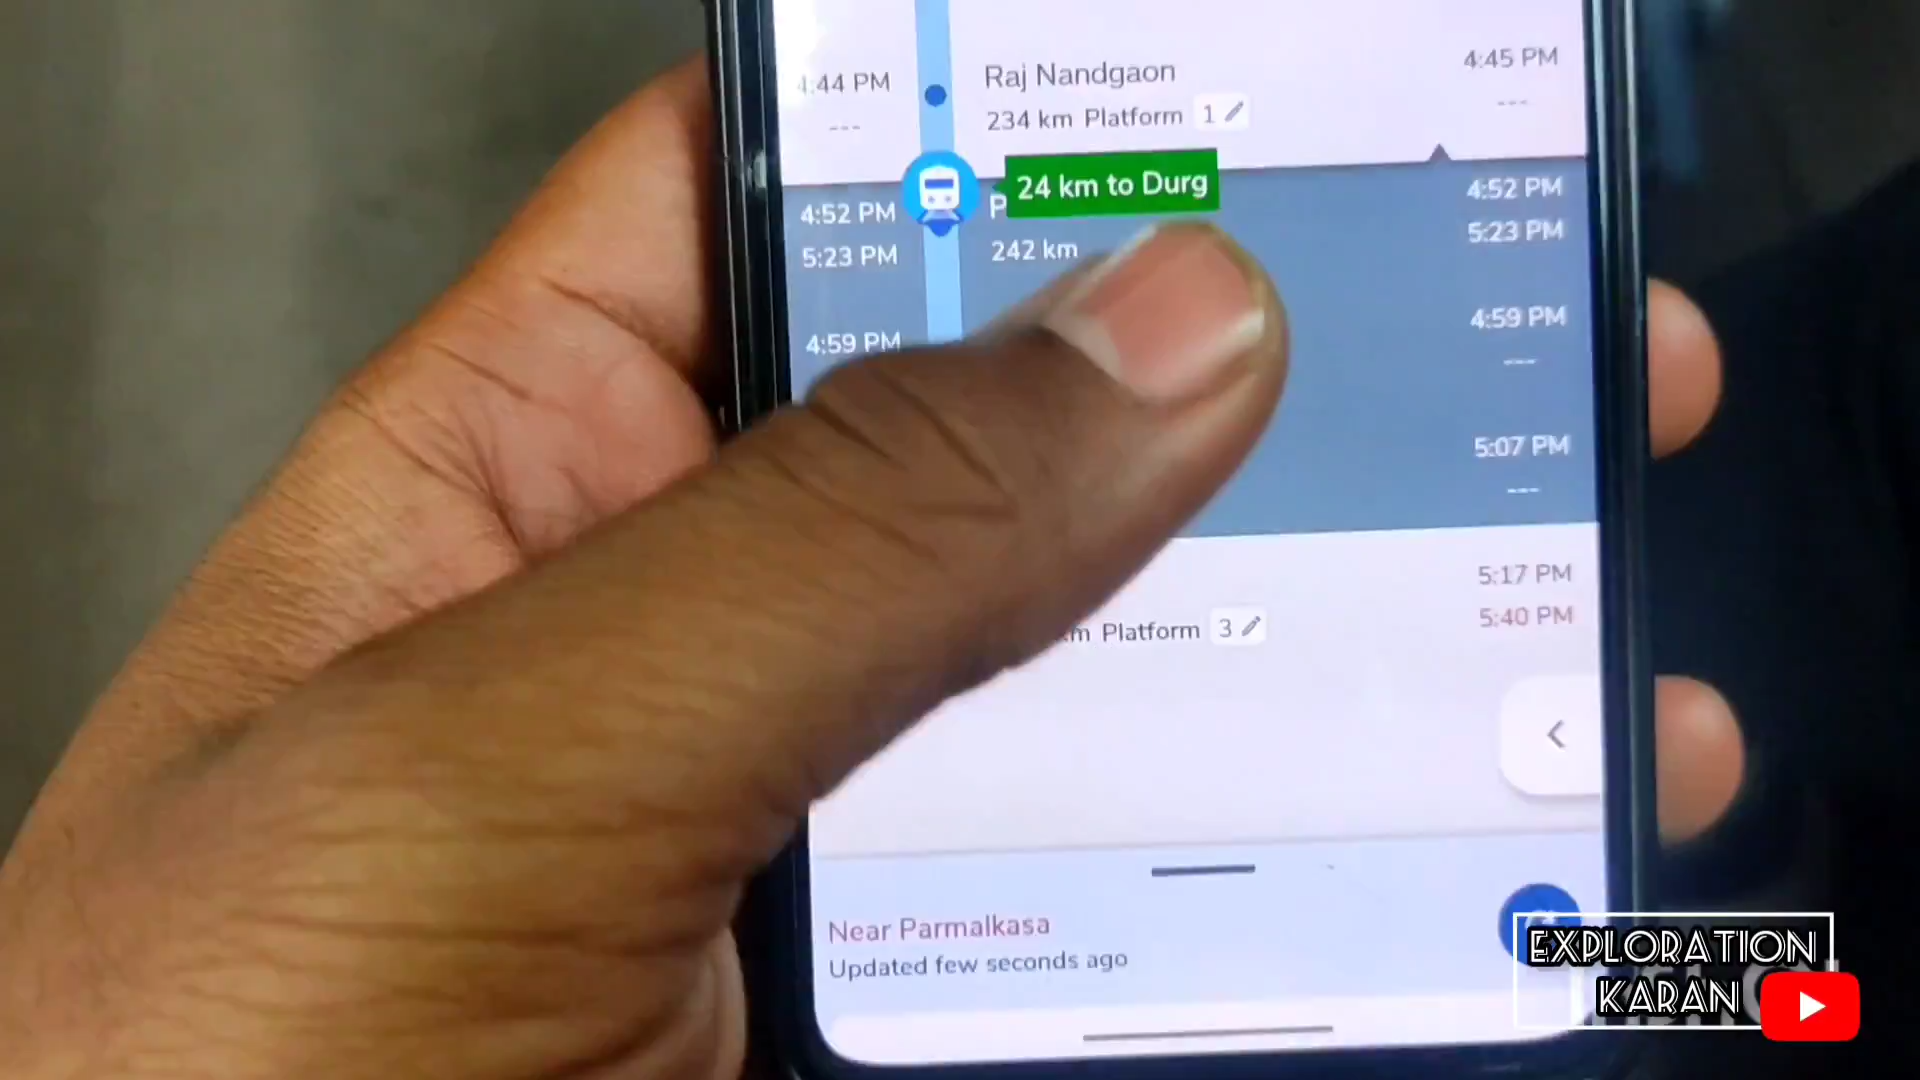 4:44 PM
Raj Nandgaon
4:45 PM
---
234 km Platform 1
---
24 km to Durg
4:52 PM
P
4:52 PM
5:23 PM
242 km
5:23 PM
4:59 PM
4:59 PM
---
5:07 PM
---
5:17 PM
5:40 PM
Platform 3
Near Parmalkasa
Updated few seconds ago
EXPLORATION
KARAN